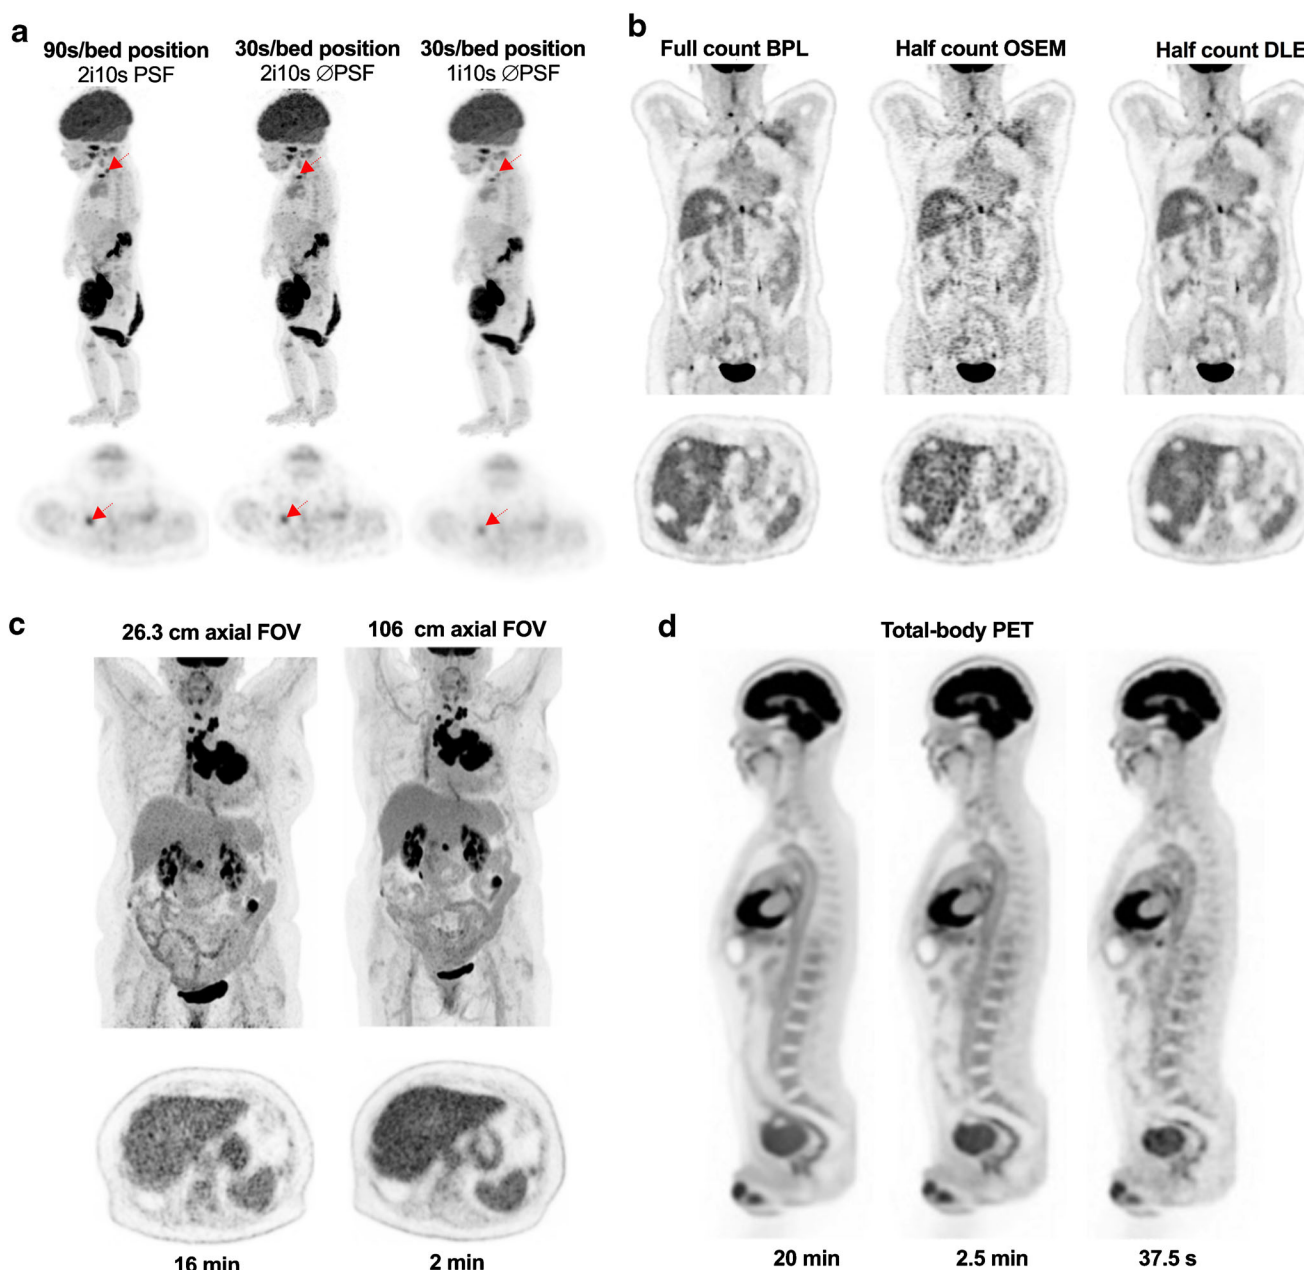 a
90s/bed position
2i10s PSF
30s/bed position
2i10s ØPSF
30s/bed position
1i10s ØPSF
b
Full count BPL
Half count OSEM
Half count DLE
c
26.3 cm axial FOV
106 cm axial FOV
16 min
2 min
d
Total-body PET
20 min
2.5 min
37.5 s